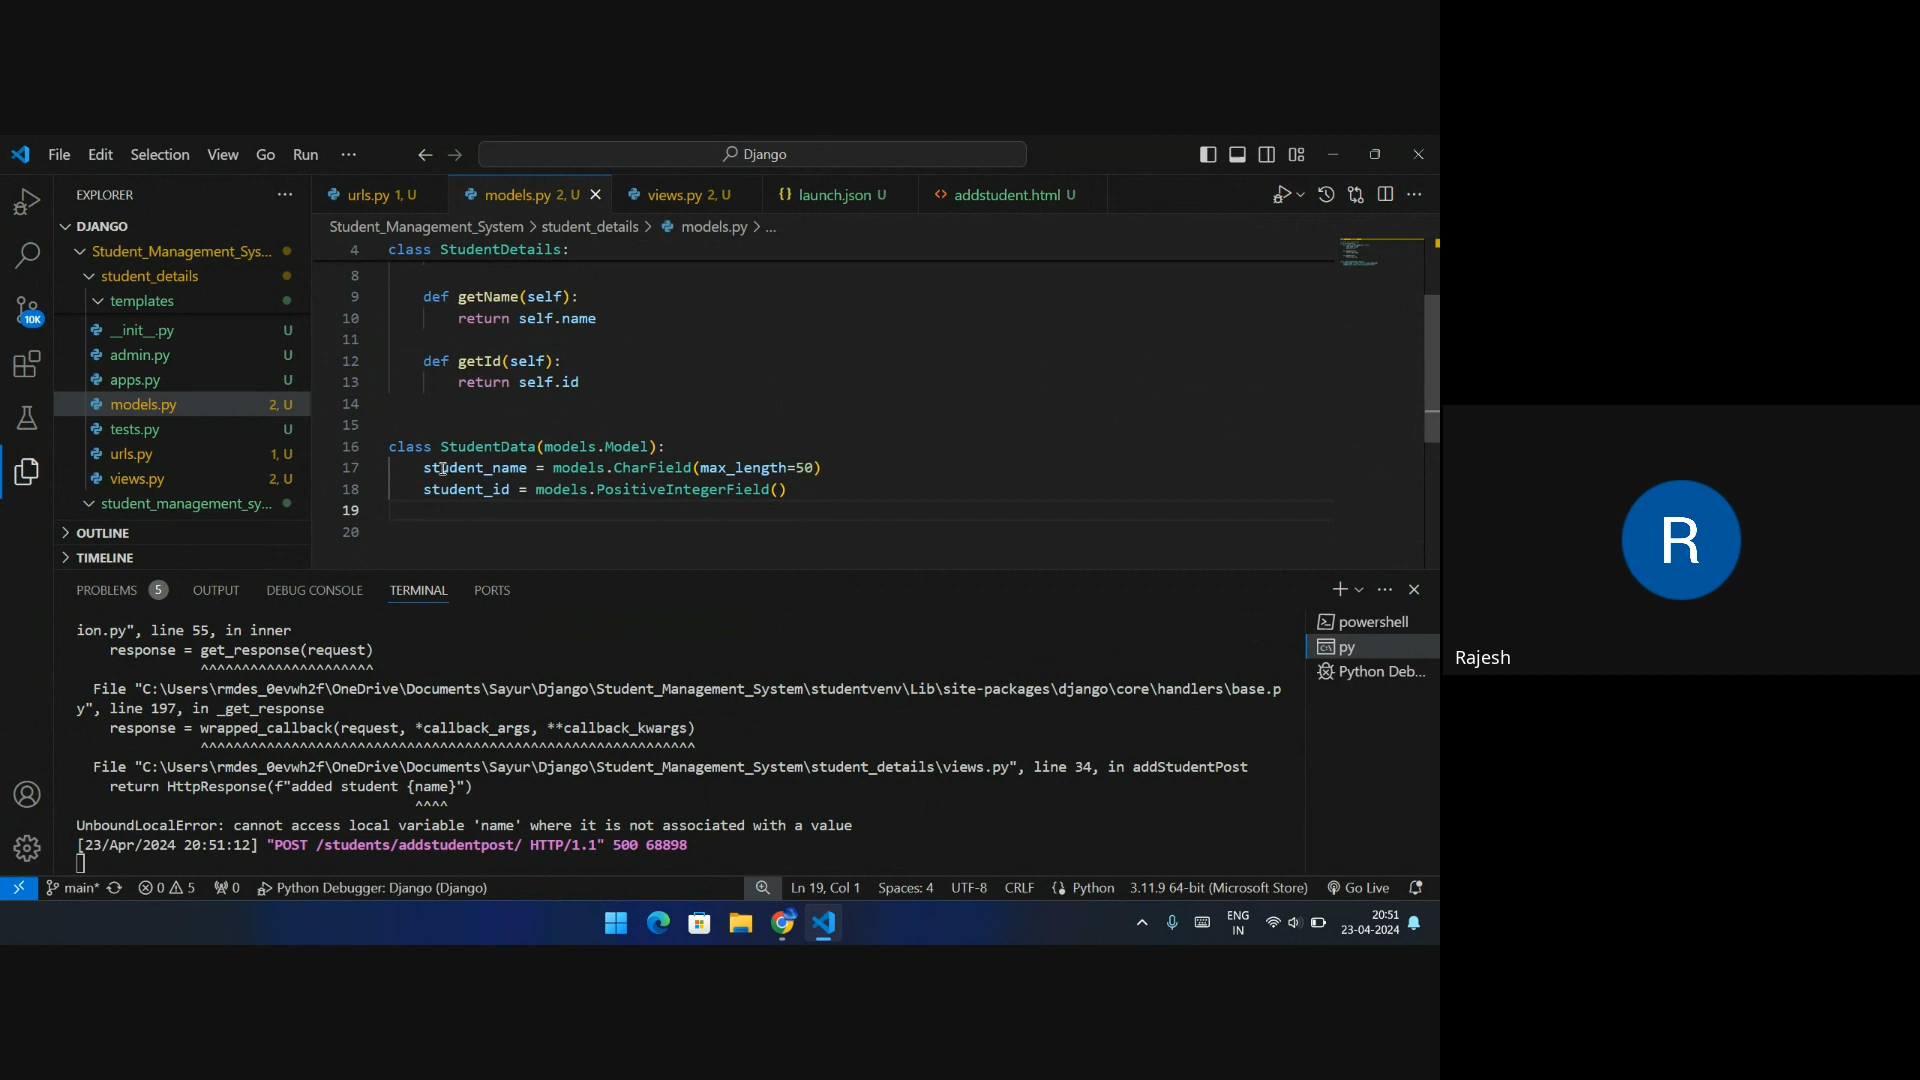 File Edit Selection View Go Run ··· Django
EXPLORER ···
urls.py 1, U models.py 2, U views.py 2, U {} launch.json U <> addstudent.html U
Student_Management_System > student_details > models.py > ...
DJANGO
Student_Management_Sys...
student_details
templates
__init__.py U
admin.py U
apps.py U
models.py 2, U
tests.py U
urls.py 1, U
views.py 2, U
student_management_sy...
OUTLINE
TIMELINE
10K
4 class StudentDetails:
8
9 def getName(self):
10 return self.name
11
12 def getId(self):
13 return self.id
14
15
16 class StudentData(models.Model):
17 student_name = models.CharField(max_length=50)
18 student_id = models.PositiveIntegerField()
19
20
PROBLEMS 5 OUTPUT DEBUG CONSOLE TERMINAL PORTS
ion.py", line 55, in inner
response = get_response(request)
^^^^^^^^^^^^^^^^^^^^^
File "C:\Users\rmdes_0evwh2f\OneDrive\Documents\Sayur\Django\Student_Management_System\studentvenv\Lib\site-packages\django\core\handlers\base.p
y", line 197, in _get_response
response = wrapped_callback(request, *callback_args, **callback_kwargs)
^^^^^^^^^^^^^^^^^^^^^^^^^^^^^^^^^^^^^^^^^^^^^^^^^^^^^^^^^^^^
File "C:\Users\rmdes_0evwh2f\OneDrive\Documents\Sayur\Django\Student_Management_System\student_details\views.py", line 34, in addStudentPost
return HttpResponse(f"added student {name}")
^^^^
UnboundLocalError: cannot access local variable 'name' where it is not associated with a value
[23/Apr/2024 20:51:12] "POST /students/addstudentpost/ HTTP/1.1" 500 68898
powershell
py
Python Deb...
main* 0 5 0 Python Debugger: Django (Django) Ln 19, Col 1 Spaces: 4 UTF-8 CRLF Python 3.11.9 64-bit (Microsoft Store) Go Live
ENG
IN
20:51
23-04-2024
R
Rajesh